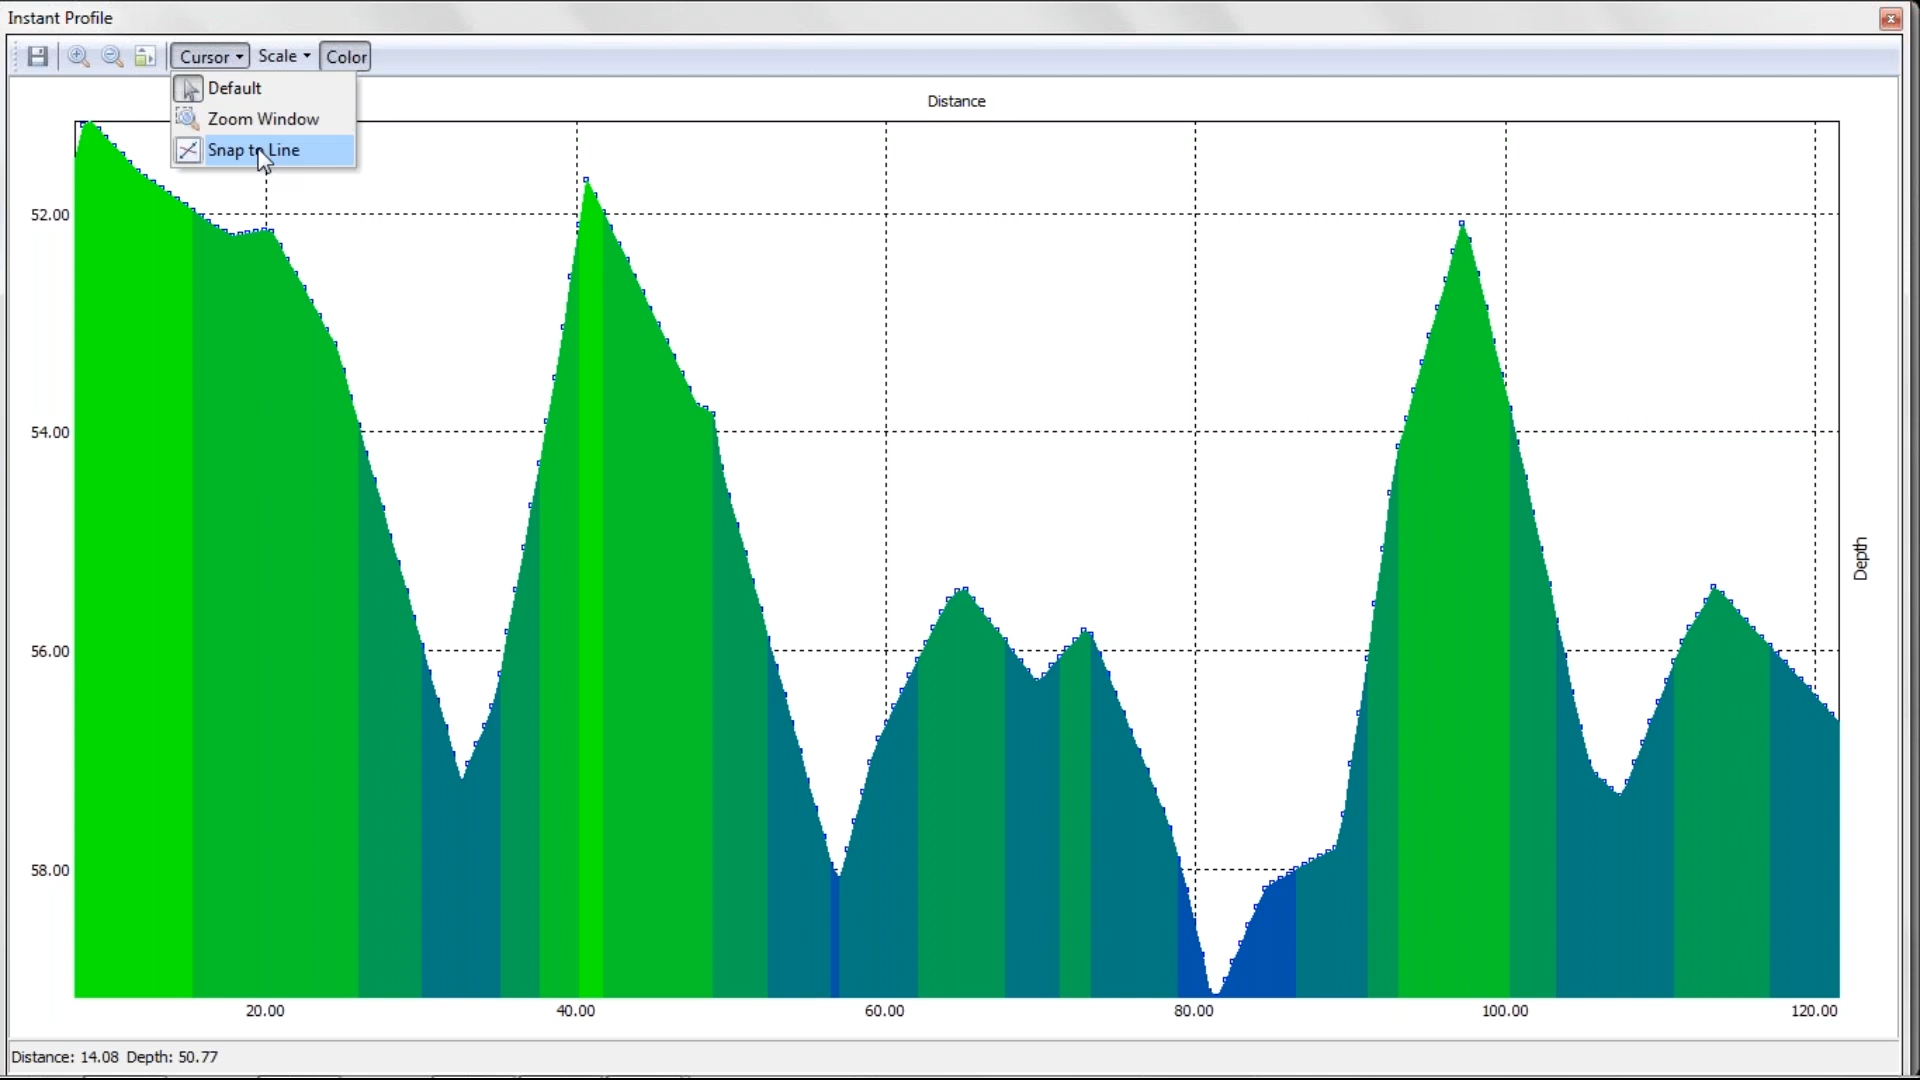 Instant Profile
Cursor Scale Color
Default
Zoom Window
Snap to Line
Distance
52.00
54.00
56.00
58.00
Depth
20.00 40.00 60.00 80.00 100.00 120.00
Distance: 14.08 Depth: 50.77